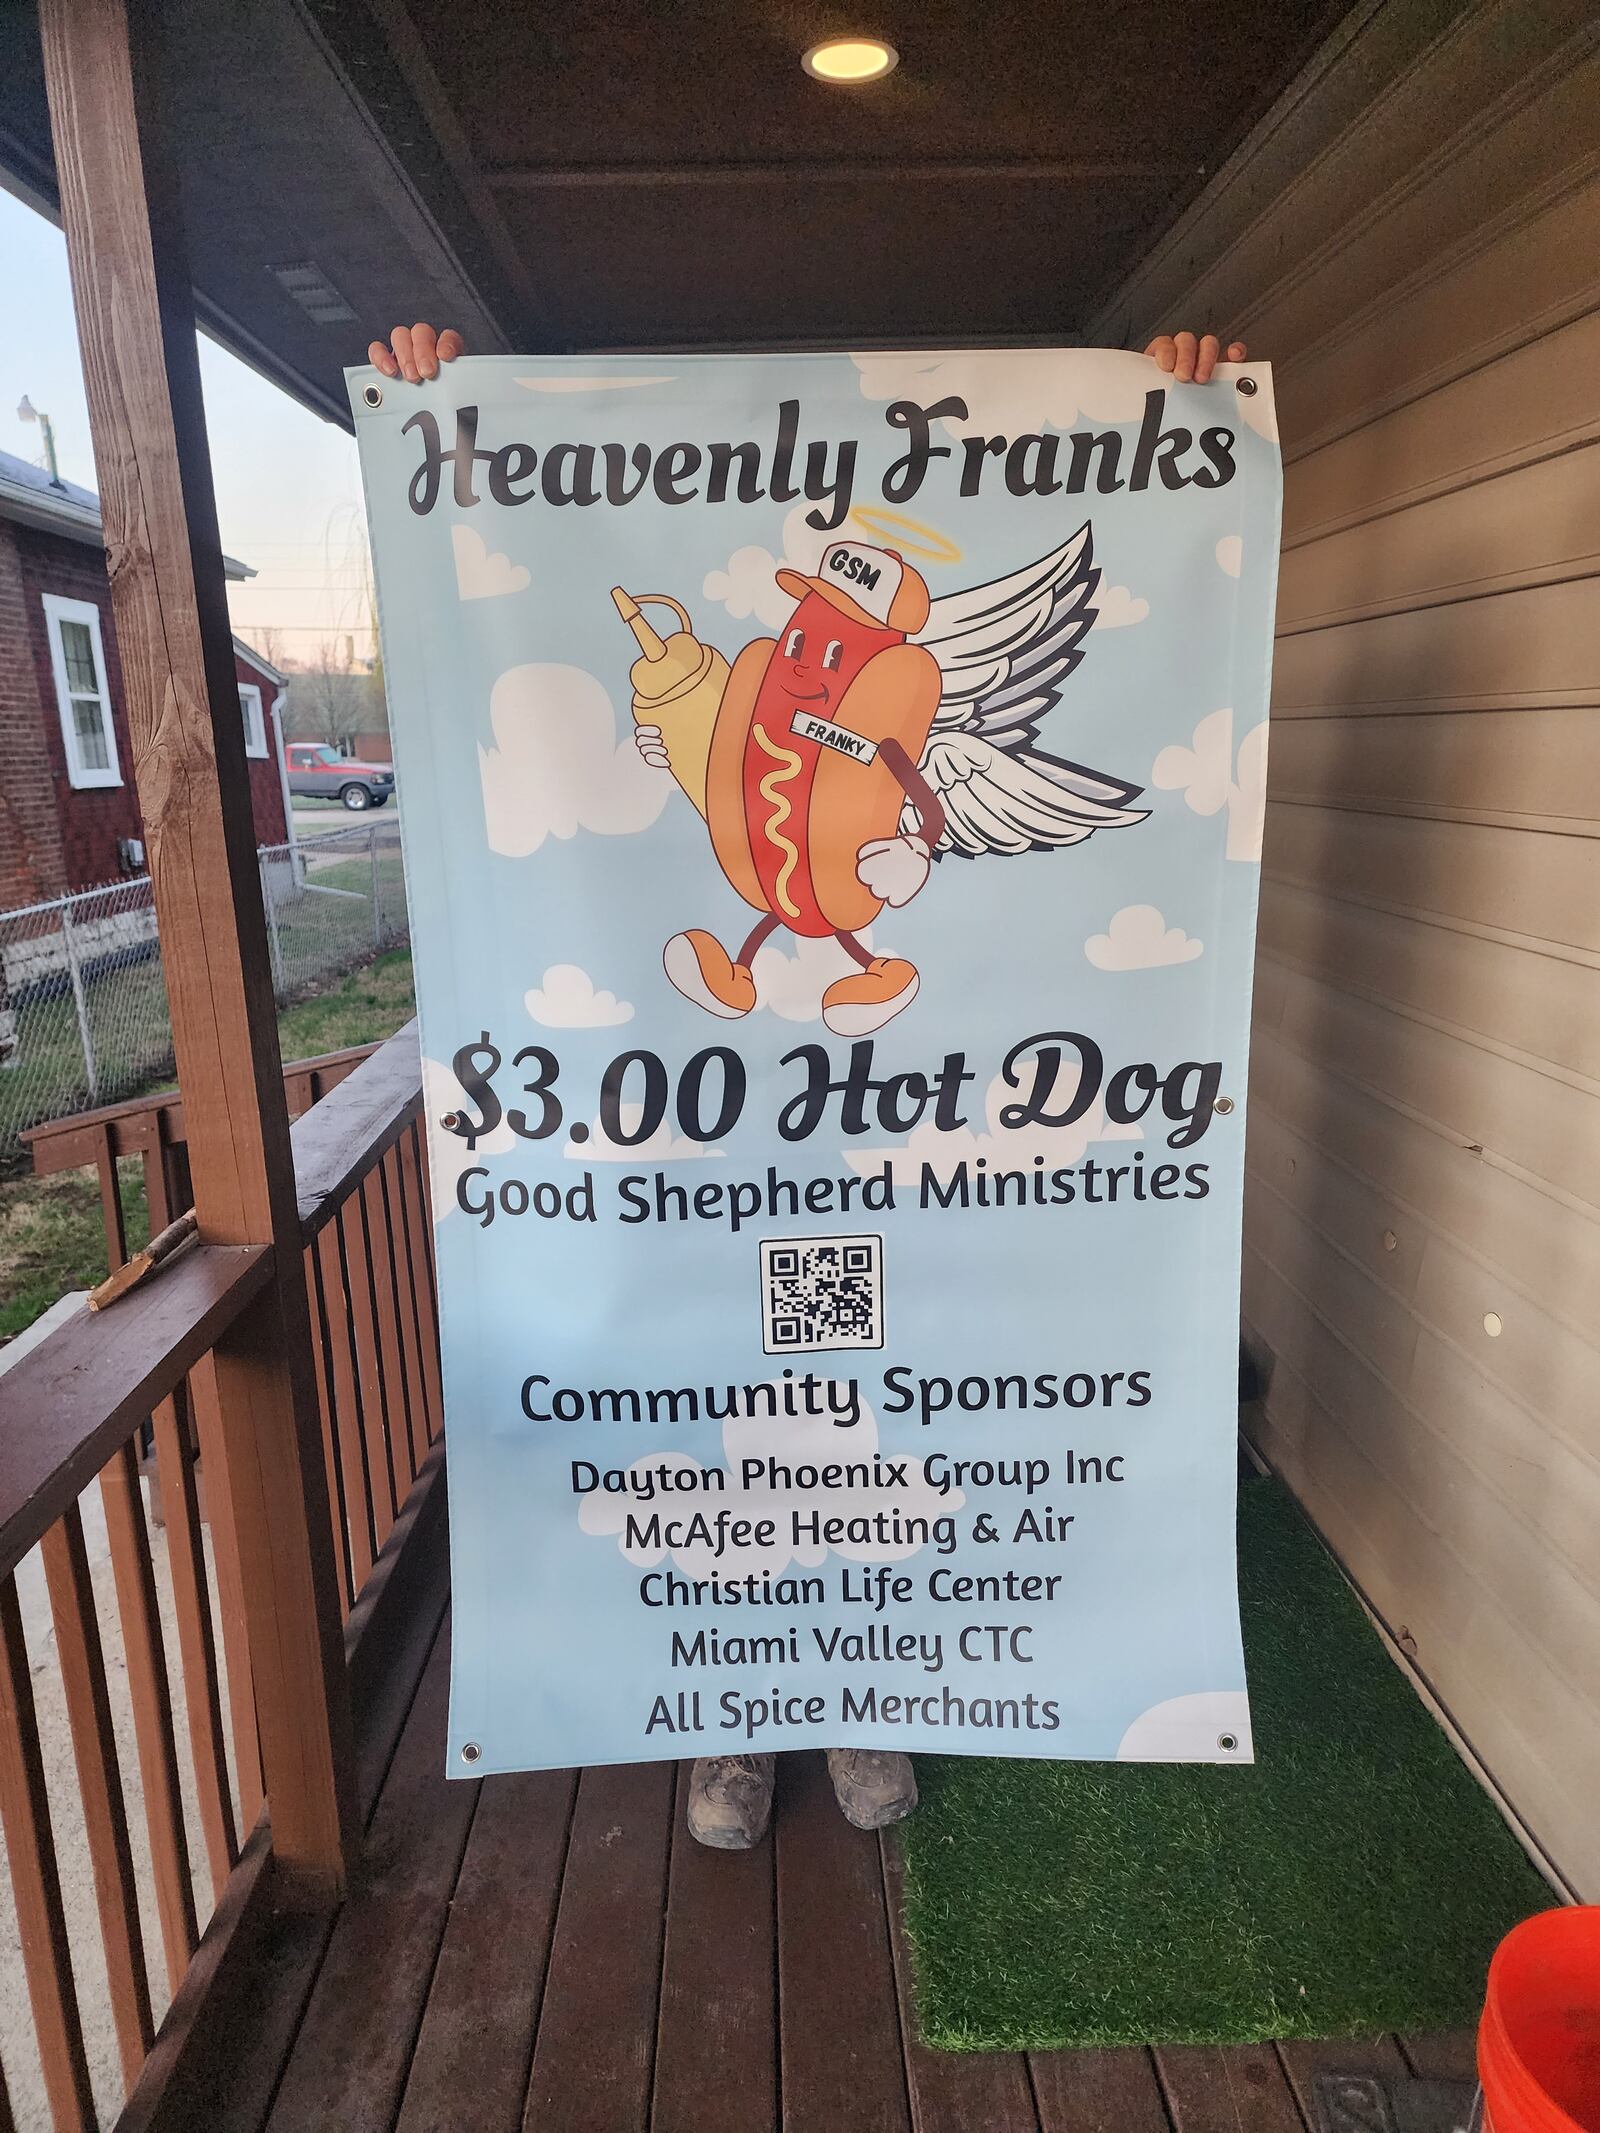 Heavenly Franks
GSM
FRANKY
$3.00 Hot Dog
Good Shepherd Ministries
Community Sponsors
Dayton Phoenix Group Inc
McAfee Heating & Air
Christian Life Center
Miami Valley CTC
All Spice Merchants